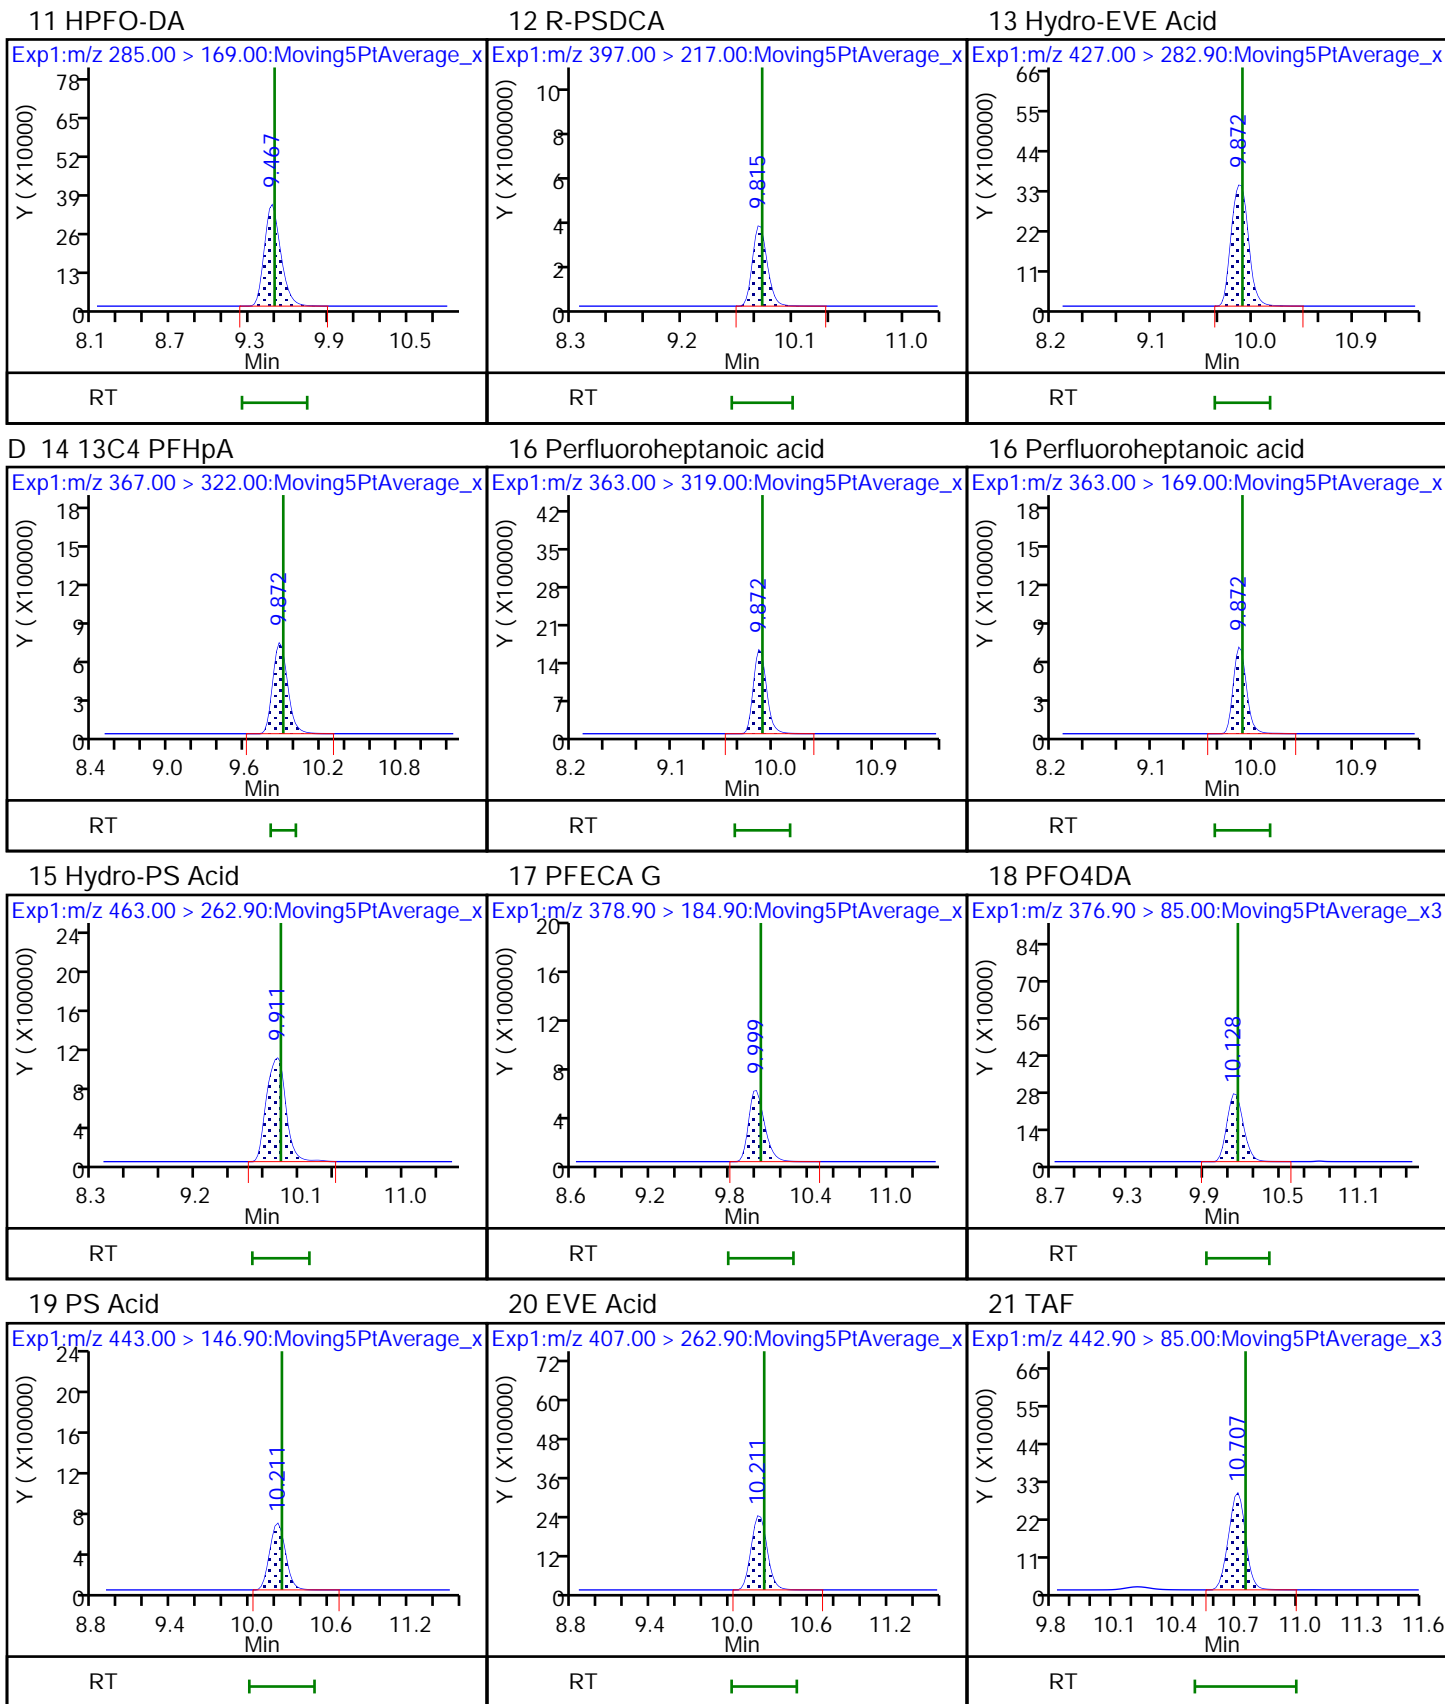 11 HPFO-DA
Exp1:m/z 285.00 > 169.00:Moving5PtAverage_x
Y ( X100000)
78
65
52
39
26
13
0
9.467
8.1 8.7 9.3 9.9 10.5
Min
RT
12 R-PSDCA
Exp1:m/z 397.00 > 217.00:Moving5PtAverage_x
Y ( X1000000)
10
8
6
4
2
0
9.815
8.3 9.2 10.1 11.0
Min
RT
13 Hydro-EVE Acid
Exp1:m/z 427.00 > 282.90:Moving5PtAverage_x
Y ( X100000)
66
55
44
33
22
11
0
9.872
8.2 9.1 10.0 10.9
Min
RT
D 14 13C4 PFHpA
Exp1:m/z 367.00 > 322.00:Moving5PtAverage_x
Y ( X100000)
18
15
12
9
6
3
0
9.872
8.4 9.0 9.6 10.2 10.8
Min
RT
16 Perfluoroheptanoic acid
Exp1:m/z 363.00 > 319.00:Moving5PtAverage_x
Y ( X100000)
42
35
28
21
14
7
0
9.872
8.2 9.1 10.0 10.9
Min
RT
16 Perfluoroheptanoic acid
Exp1:m/z 363.00 > 169.00:Moving5PtAverage_x
Y ( X100000)
18
15
12
9
6
3
0
9.872
8.2 9.1 10.0 10.9
Min
RT
15 Hydro-PS Acid
Exp1:m/z 463.00 > 262.90:Moving5PtAverage_x
Y ( X100000)
24
20
16
12
8
4
0
9.911
8.3 9.2 10.1 11.0
Min
RT
17 PFECA G
Exp1:m/z 378.90 > 184.90:Moving5PtAverage_x
Y ( X100000)
20
16
12
8
4
0
9.999
8.6 9.2 9.8 10.4 11.0
Min
RT
18 PFO4DA
Exp1:m/z 376.90 > 85.00:Moving5PtAverage_x3
Y ( X10000)
84
70
56
42
28
14
0
10.128
8.7 9.3 9.9 10.5 11.1
Min
RT
19 PS Acid
Exp1:m/z 443.00 > 146.90:Moving5PtAverage_x
Y ( X100000)
24
20
16
12
8
4
0
10.211
8.8 9.4 10.0 10.6 11.2
Min
RT
20 EVE Acid
Exp1:m/z 407.00 > 262.90:Moving5PtAverage_x
Y ( X100000)
72
60
48
36
24
12
0
10.211
8.8 9.4 10.0 10.6 11.2
Min
RT
21 TAF
Exp1:m/z 442.90 > 85.00:Moving5PtAverage_x3
Y ( X10000)
66
55
44
33
22
11
0
10.707
9.8 10.1 10.4 10.7 11.0 11.3 11.6
Min
RT